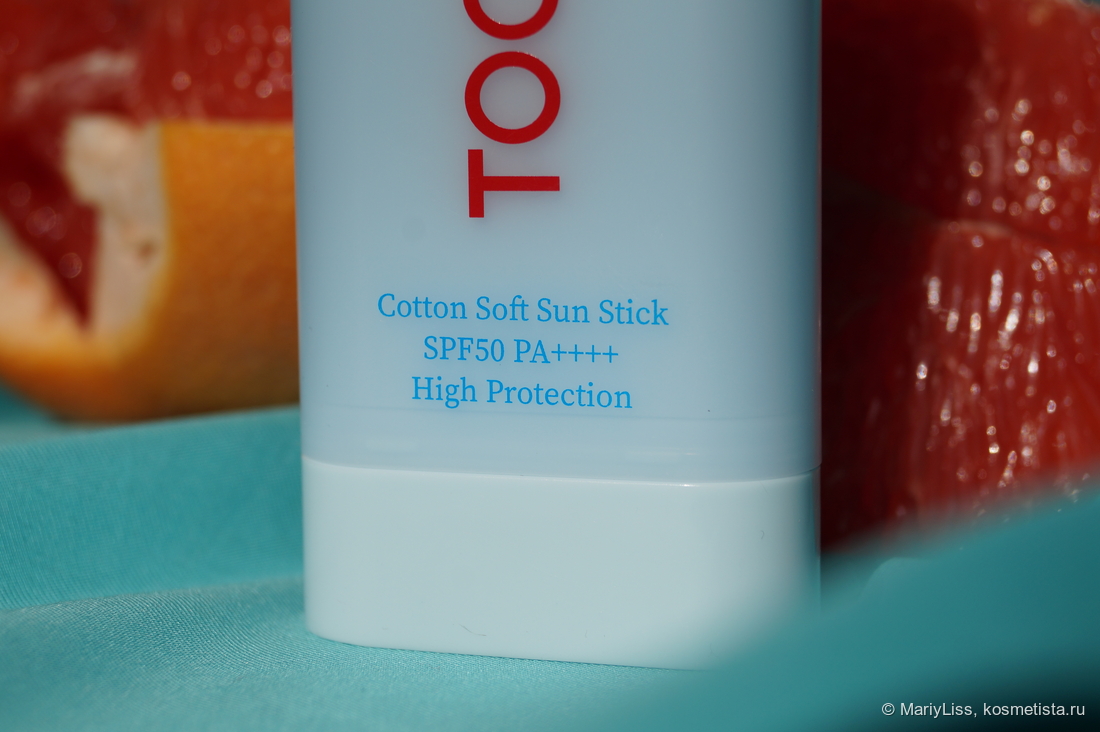 TOC
Cotton Soft Sun Stick
SPF50 PA++++
High Protection
© MariyLiss, kosmetista.ru